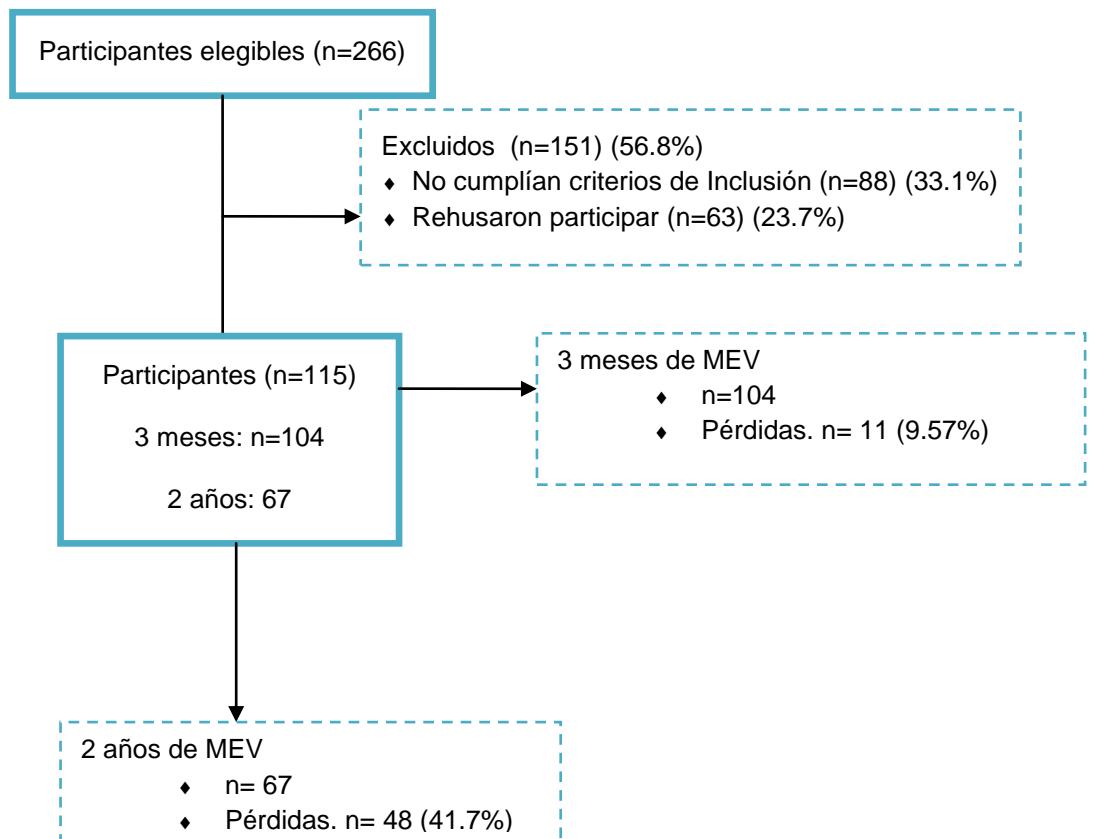 Participantes elegibles (n=266)
Excluidos  (n=151) (56.8%)
♦ No cumplían criterios de Inclusión (n=88) (33.1%)
♦ Rehusaron participar (n=63) (23.7%)
Participantes (n=115)
3 meses: n=104
2 años: 67
3 meses de MEV
♦ n=104
♦ Pérdidas. n= 11 (9.57%)
2 años de MEV
♦ n= 67
♦ Pérdidas. n= 48 (41.7%)